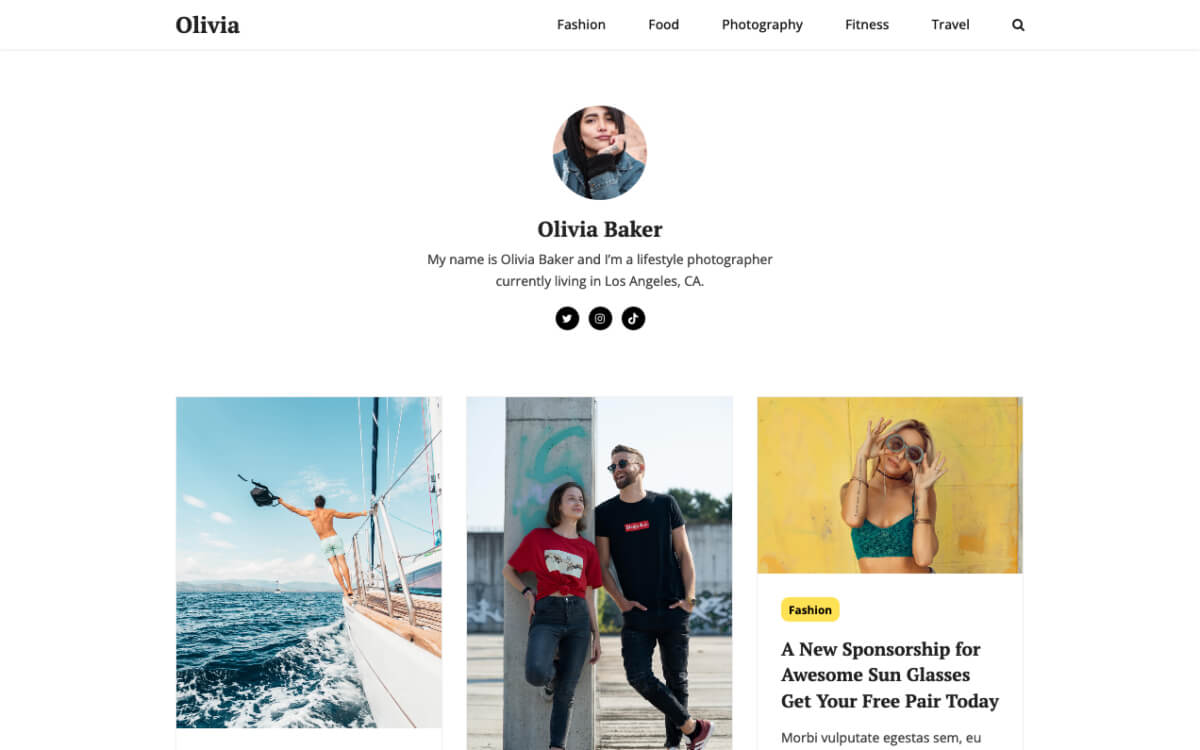 Olivia
Fashion Food Photography Fitness Travel
Olivia Baker
My name is Olivia Baker and I'm a lifestyle photographer
currently living in Los Angeles, CA.
Fashion
A New Sponsorship for
Awesome Sun Glasses
Get Your Free Pair Today
Morbi vulputate egestas sem, eu